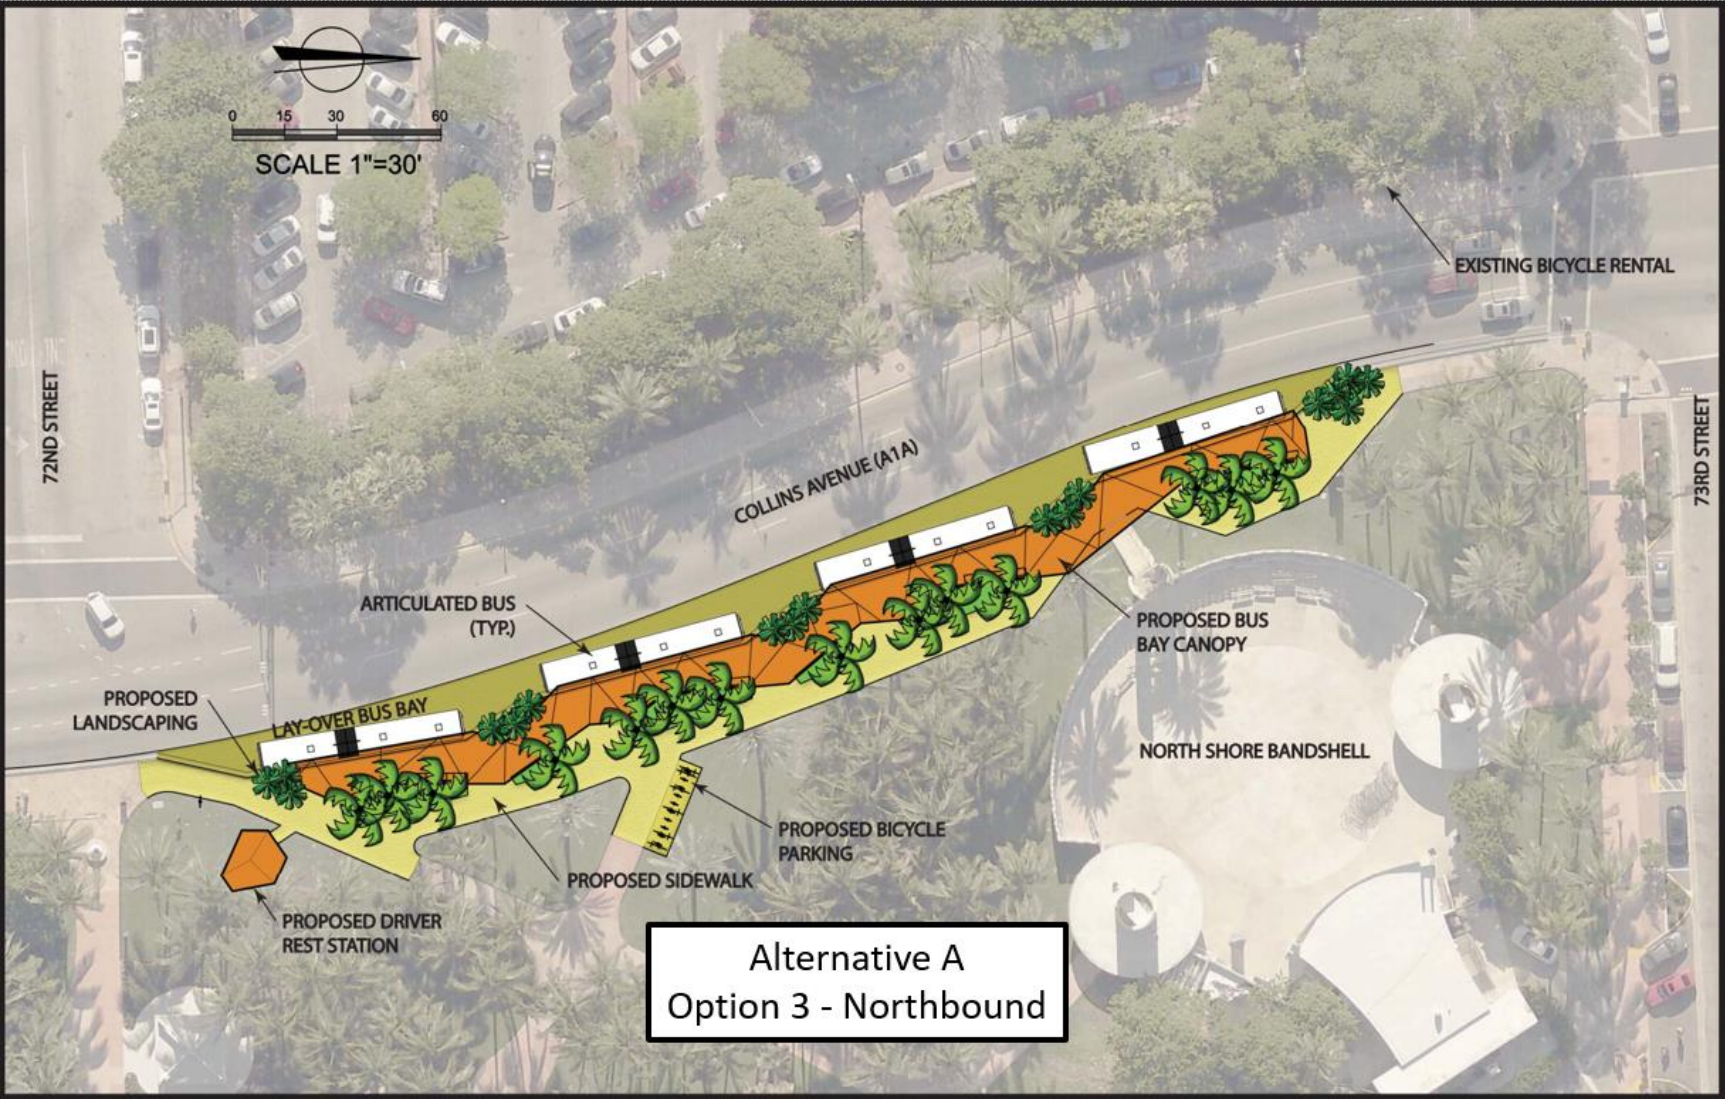 0 15 30 60
SCALE 1"=30'
EXISTING BICYCLE RENTAL
72ND STREET
73RD STREET
COLLINS AVENUE (A1A)
ARTICULATED BUS
(TYP.)
PROPOSED BUS
BAY CANOPY
PROPOSED
LANDSCAPING
LAY-OVER BUS BAY
NORTH SHORE BANDSHELL
PROPOSED BICYCLE
PARKING
PROPOSED SIDEWALK
PROPOSED DRIVER
REST STATION
Alternative A
Option 3 - Northbound